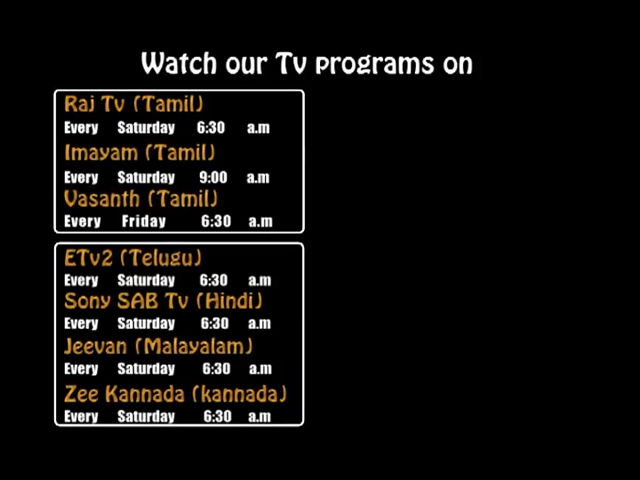 Watch our Tv programs on
Raj Tv (Tamil)
Every Saturday 6:30 a.m
Imayam (Tamil)
Every Saturday 9:00 a.m
Vasanth (Tamil)
Every Friday 6:30 a.m
ETv2 (Telugu)
Every Saturday 6:30 a.m
Sony SAB Tv (Hindi)
Every Saturday 6:30 a.m
Jeevan (Malayalam)
Every Saturday 6:30 a.m
Zee Kannada (kannada)
Every Saturday 6:30 a.m